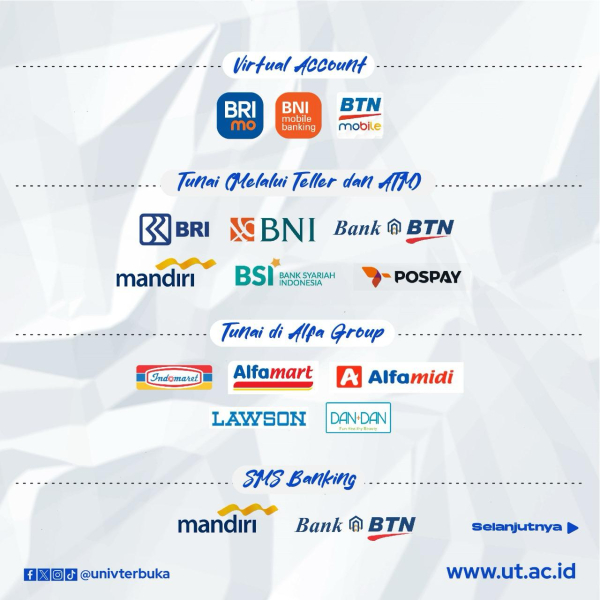 Virtual Account
BRI
mo
BNI
mobile
banking
BTN
mobile
Tunai (Melalui Teller dan ATM)
BRI
BNI
Bank BTN
mandiri
BSI BANK SYARIAH
INDONESIA
POSPAY
Tunai di Alfa Group
Indomaret
Alfamart
Alfamidi
LAWSON
DAN+DAN
SMS Banking
mandiri
Bank BTN
Selanjutnya
@univterbuka
www.ut.ac.id